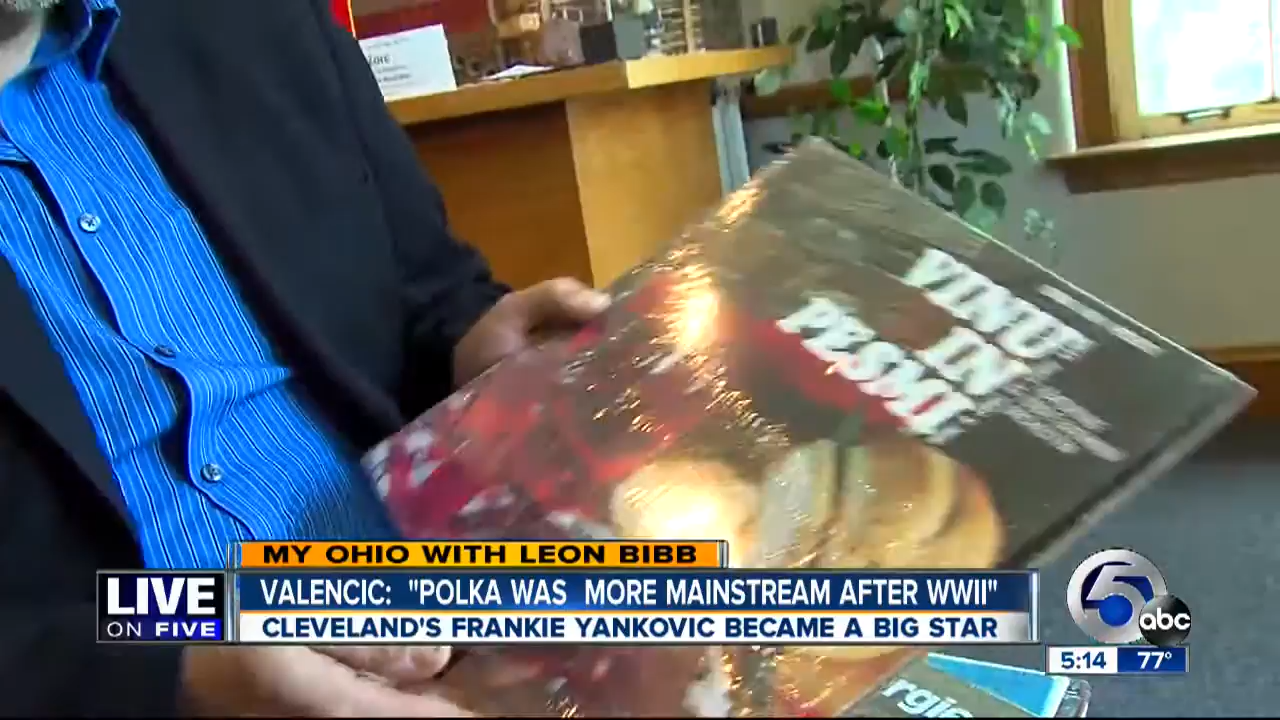 VINU
IN
PESMI
MY OHIO WITH LEON BIBB
LIVE
ON FIVE
VALENCIC: "POLKA WAS MORE MAINSTREAM AFTER WWII"
CLEVELAND'S FRANKIE YANKOVIC BECAME A BIG STAR
5
abc
5:14 77°